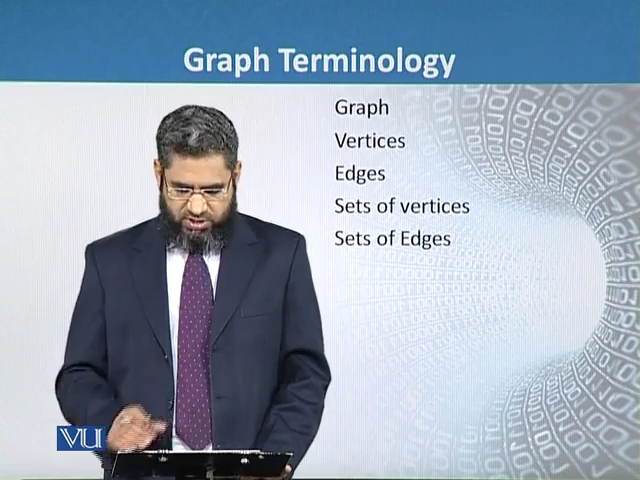 Graph Terminology
Graph
Vertices
Edges
Sets of vertices
Sets of Edges
VU